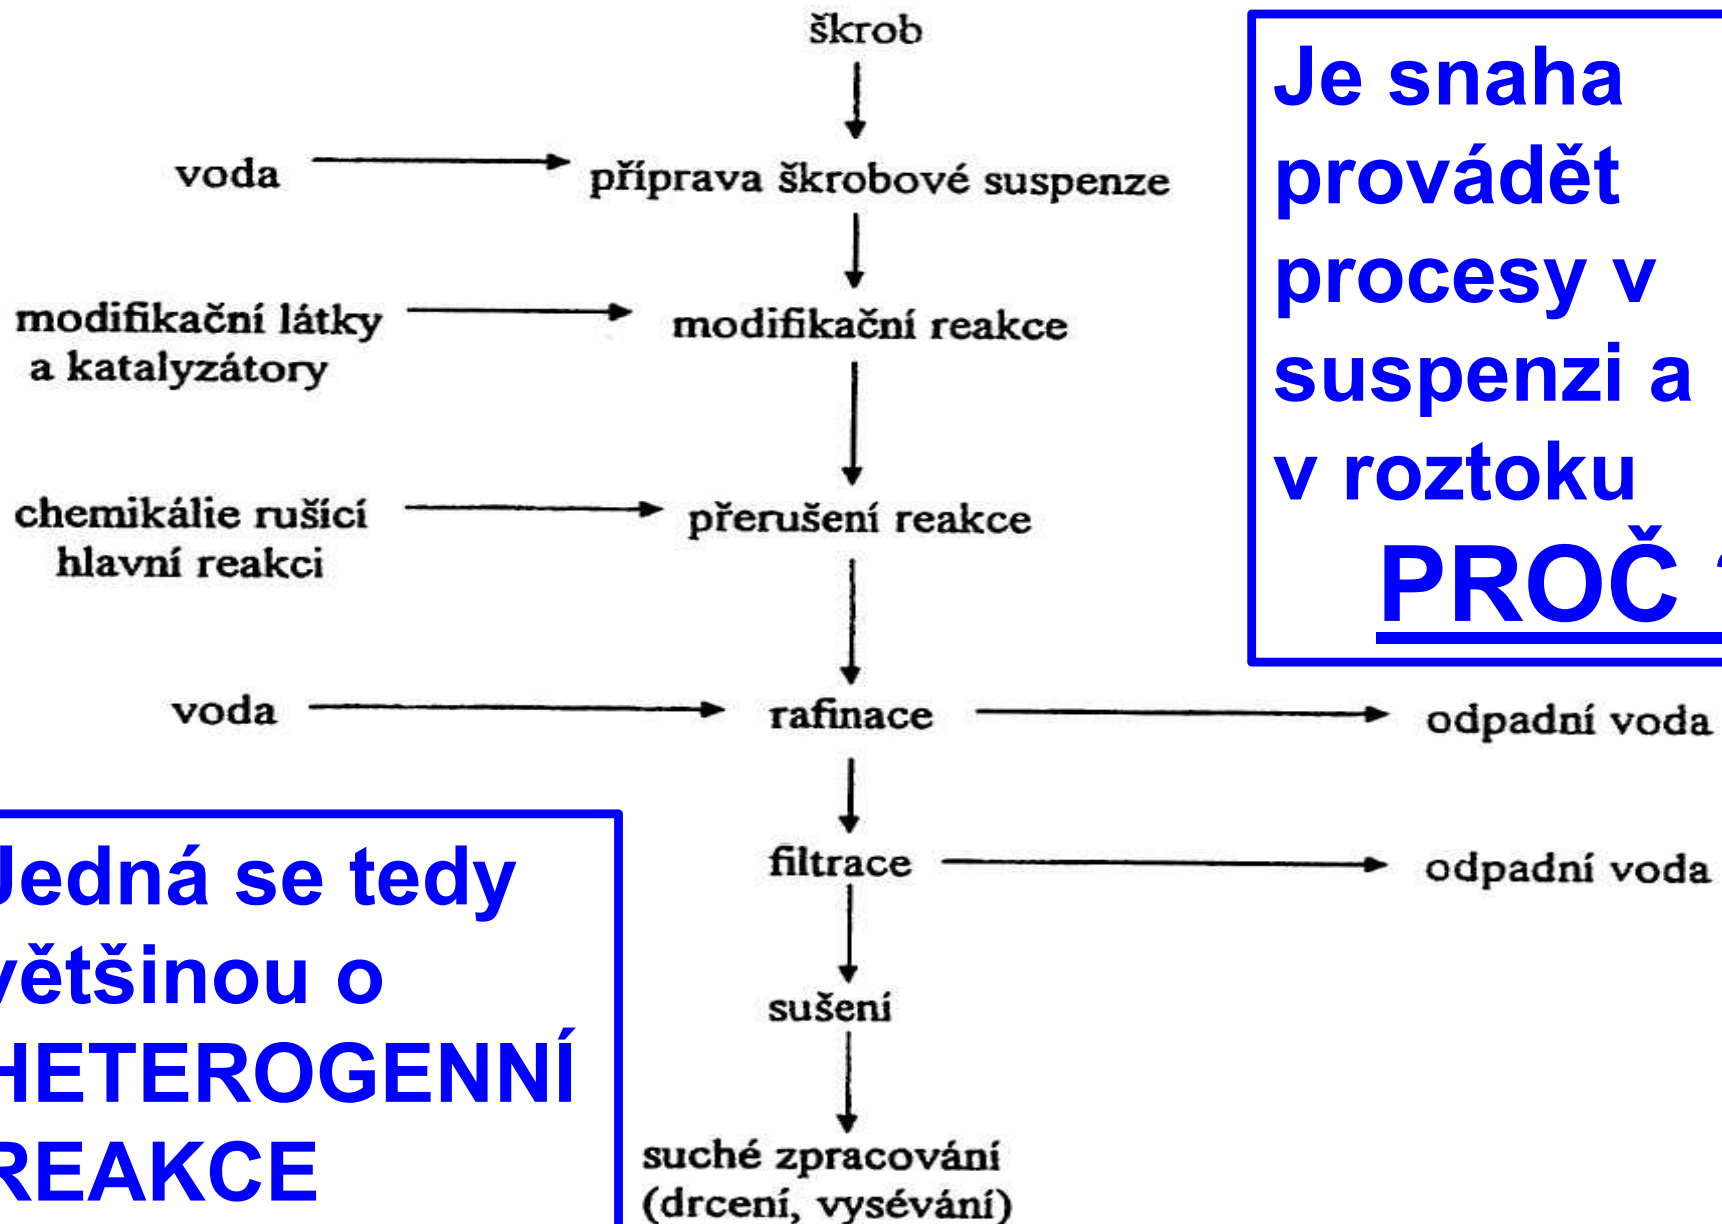 škrob
Je snaha
provádět
procesy v
suspenzi a
v roztoku
PROČ ?
voda
příprava škrobové suspenze
modifikační látky
a katalyzátory
modifikační reakce
chemikálie rušící
hlavní reakci
přerušení reakce
voda
rafinace
odpadní voda
filtrace
odpadní voda
Jedná se tedy
většinou o
HETEROGENNÍ
REAKCE
sušení
suché zpracování
(drcení, vysévání)